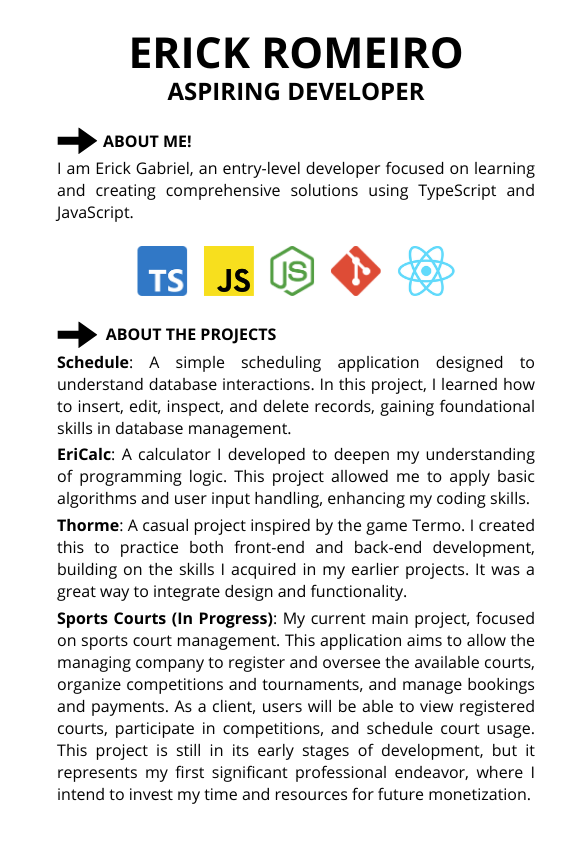 ERICK ROMEIRO
ASPIRING DEVELOPER
ABOUT ME!
I am Erick Gabriel, an entry-level developer focused on learning
and creating comprehensive solutions using TypeScript and
JavaScript.
TS JS JS
ABOUT THE PROJECTS
Schedule: A simple scheduling application designed to
understand database interactions. In this project, I learned how
to insert, edit, inspect, and delete records, gaining foundational
skills in database management.
EriCalc: A calculator I developed to deepen my understanding
of programming logic. This project allowed me to apply basic
algorithms and user input handling, enhancing my coding skills.
Thorme: A casual project inspired by the game Termo. I created
this to practice both front-end and back-end development,
building on the skills I acquired in my earlier projects. It was a
great way to integrate design and functionality.
Sports Courts (In Progress): My current main project, focused
on sports court management. This application aims to allow the
managing company to register and oversee the available courts,
organize competitions and tournaments, and manage bookings
and payments. As a client, users will be able to view registered
courts, participate in competitions, and schedule court usage.
This project is still in its early stages of development, but it
represents my first significant professional endeavor, where I
intend to invest my time and resources for future monetization.